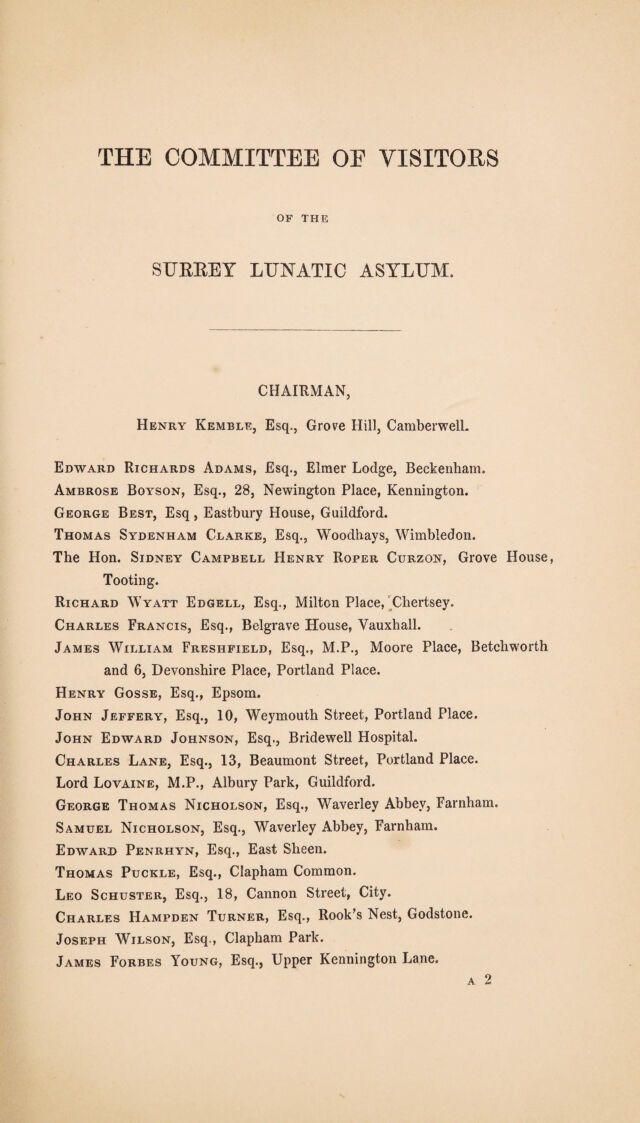 THE COMMITTEE OF VISITORS
OF THE
SURREY LUNATIC ASYLUM.
CHAIRMAN,
HENRY KEMBLE, Esq., Grove Hill, Camberwell.
EDWARD RICHARDS ADAMS, Esq., Elmer Lodge, Beckenham.
AMBROSE BOYSON, Esq., 28, Newington Place, Kennington.
GEORGE BEST, Esq , Eastbury House, Guildford.
THOMAS SYDENHAM CLARKE, Esq., Woodhays, Wimbledon.
The Hon. SIDNEY CAMPBELL HENRY ROPER CURZON, Grove House,
Tooting.
RICHARD WYATT EDGELL, Esq., Milton Place, Chertsey.
CHARLES FRANCIS, Esq., Belgrave House, Vauxhall.
JAMES WILLIAM FRESHFIELD, Esq., M.P., Moore Place, Betchworth
and 6, Devonshire Place, Portland Place.
HENRY GOSSE, Esq., Epsom.
JOHN JEFFERY, Esq., 10, Weymouth Street, Portland Place.
JOHN EDWARD JOHNSON, Esq., Bridewell Hospital.
CHARLES LANE, Esq., 13, Beaumont Street, Portland Place.
Lord LOVAINE, M.P., Albury Park, Guildford.
GEORGE THOMAS NICHOLSON, Esq., Waverley Abbey, Farnham.
SAMUEL NICHOLSON, Esq., Waverley Abbey, Farnham.
EDWARD PENRHYN, Esq., East Sheen.
THOMAS PUCKLE, Esq., Clapham Common.
LEO SCHUSTER, Esq., 18, Cannon Street, City.
CHARLES HAMPDEN TURNER, Esq., Rook's Nest, Godstone.
JOSEPH WILSON, Esq., Clapham Park.
JAMES FORBES YOUNG, Esq., Upper Kennington Lane.
A 2